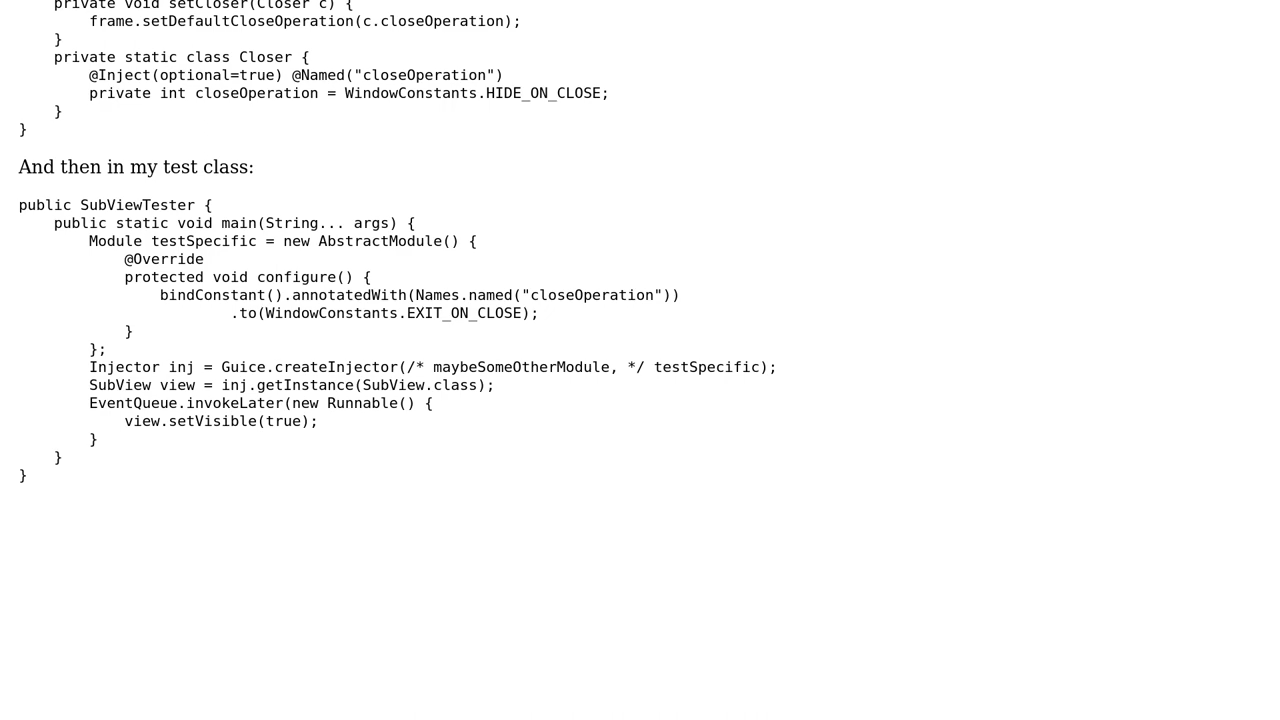 private void setCloser(Closer c) {
        frame.setDefaultCloseOperation(c.closeOperation);
    }
    private static class Closer {
        @Inject(optional=true) @Named("closeOperation")
        private int closeOperation = WindowConstants.HIDE_ON_CLOSE;
    }
}
And then in my test class:
public SubViewTester {
    public static void main(String... args) {
        Module testSpecific = new AbstractModule() {
            @Override
            protected void configure() {
                bindConstant().annotatedWith(Names.named("closeOperation"))
                        .to(WindowConstants.EXIT_ON_CLOSE);
            }
        };
        Injector inj = Guice.createInjector(/* maybeSomeOtherModule, */ testSpecific);
        SubView view = inj.getInstance(SubView.class);
        EventQueue.invokeLater(new Runnable() {
            view.setVisible(true);
        }
    }
}